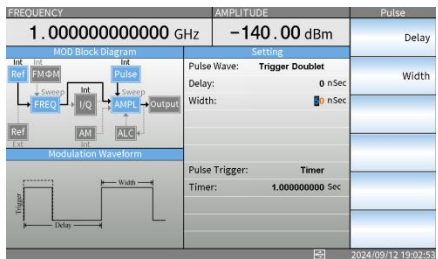 FREQUENCY
AMPLITUDE
Pulse
1.000000000000 GHz
-140.00 dBm
Delay
Width
MOD Block Diagram
Int
Int
Int
Ref
FMΦM
Pulse
Sweep
Int
Sweep
FREQ
I/Q
AMPL
Output
Ref
AM
ALC
Ext
Int
Modulation Waveform
Trigger
Width
Delay
Setting
Pulse Wave: Trigger Doublet
Delay: 0 nSec
Width: 0 nSec
Pulse Trigger: Timer
Timer: 1.000000000 Sec
2024/09/12 19:02:53